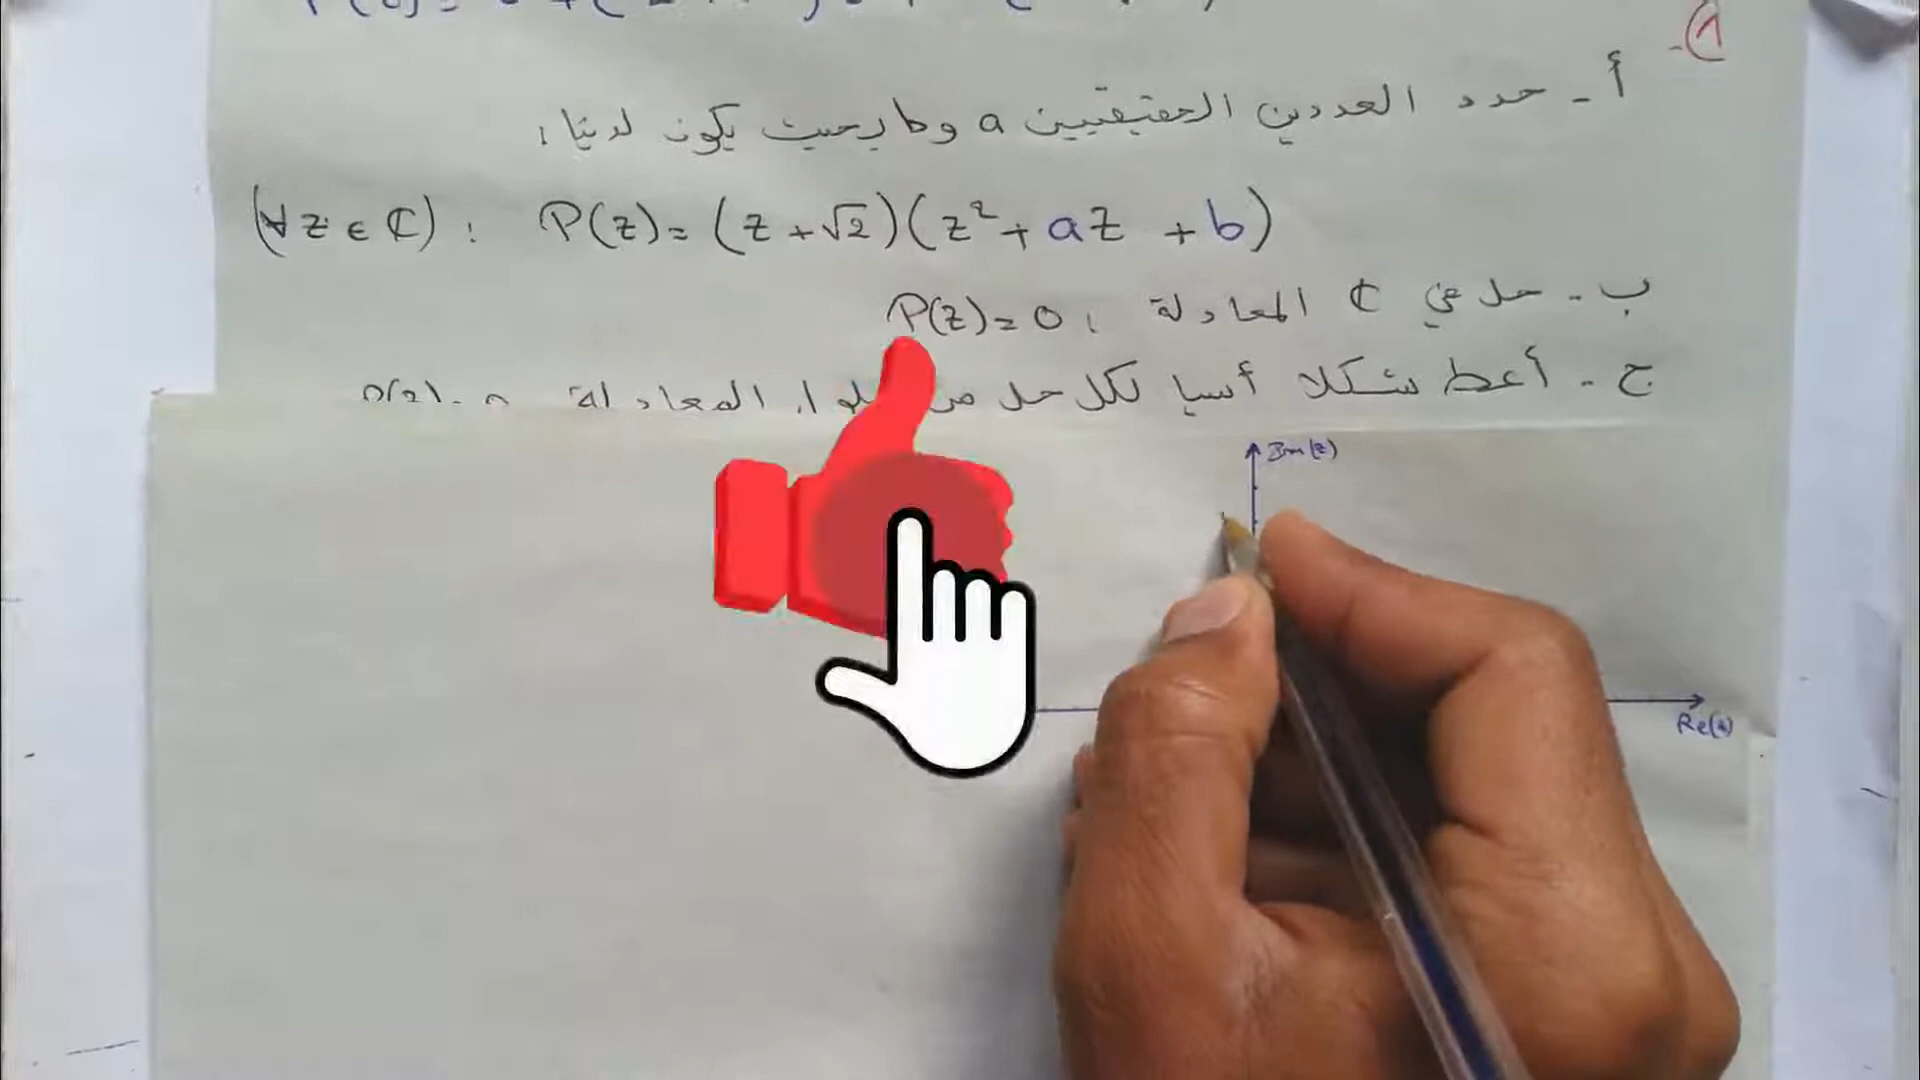 ①
أ - حدد العددين الحقيقيين a و b بحيث يكون لدينا :
(∀z ∈ ℂ) : P(z) = (z + √2)(z² + az + b)
ب - حل في ℂ المعادلة : P(z) = 0
ج - أعط شكلا أسيا لكل حل من المعادلة
Im(z)
Re(z)